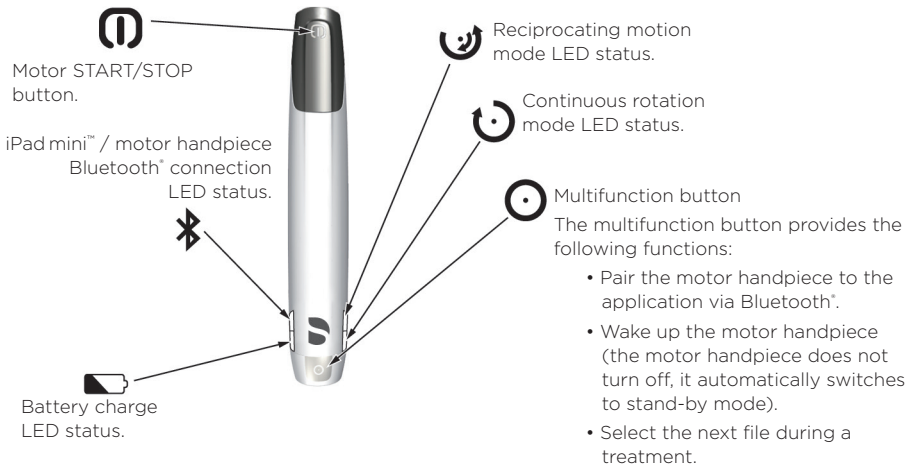 Motor START/STOP
button.
iPad mini™ / motor handpiece
Bluetooth® connection
LED status.
Battery charge
LED status.
Reciprocating motion
mode LED status.
Continuous rotation
mode LED status.
Multifunction button
The multifunction button provides the
following functions:
• Pair the motor handpiece to the
application via Bluetooth®.
• Wake up the motor handpiece
(the motor handpiece does not
turn off, it automatically switches
to stand-by mode).
• Select the next file during a
treatment.